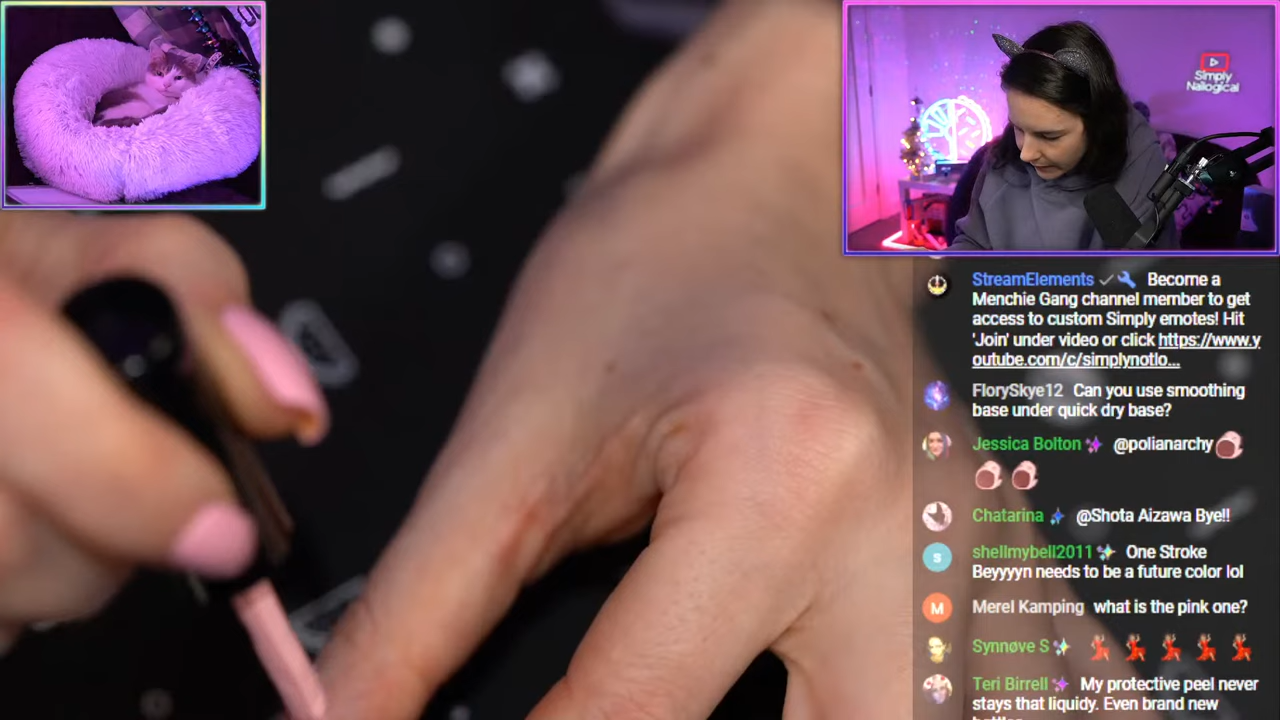 Simply
Nailogical
StreamElements Become a
Menchie Gang channel member to get
access to custom Simply emotes! Hit
'Join' under video or click https://www.y
outube.com/c/simplynotlo...
FlorySkye12 Can you use smoothing
base under quick dry base?
Jessica Bolton @polianarchy
Chatarina @Shota Aizawa Bye!!
s
shellmybell2011 One Stroke
Beyyyyn needs to be a future color lol
M
Merel Kamping what is the pink one?
Synnøve S
Teri Birrell My protective peel never
stays that liquidy. Even brand new